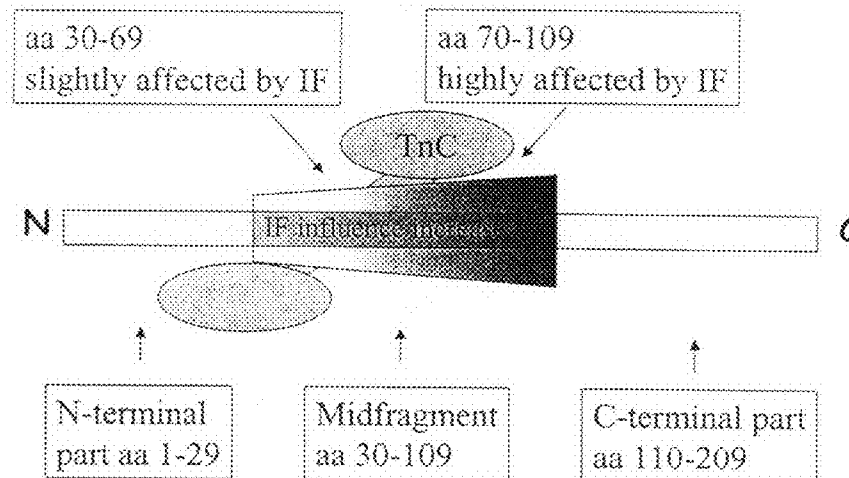 aa 30-69
slightly affected by IF
aa 70-109
highly affected by IF
TnC
N
IF influence
C
N-terminal
part aa 1-29
Midfragment
aa 30-109
C-terminal part
aa 110-209